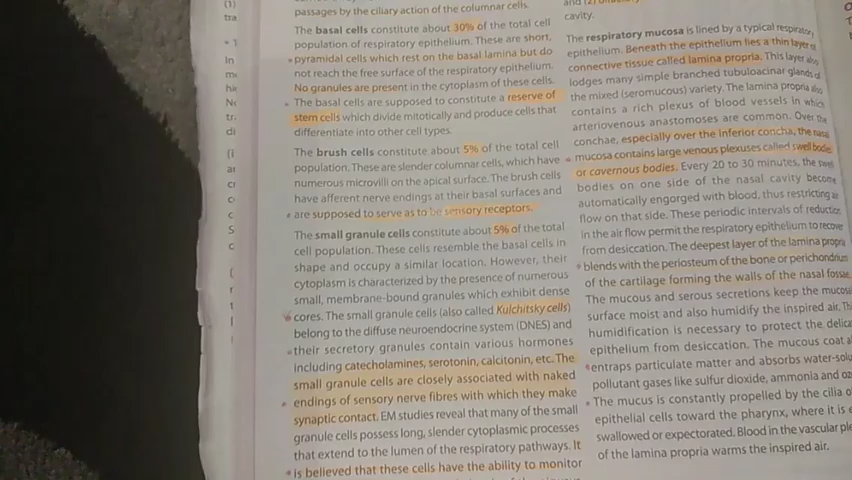 (1)
tra
passages by the ciliary action of the columnar cells.
The basal cells constitute about 30% of the total cell
population of respiratory epithelium. These are short,
pyramidal cells which rest on the basal lamina but do
not reach the free surface of the respiratory epithelium.
No granules are present in the cytoplasm of these cells.
The basal cells are supposed to constitute a reserve of
stem cells which divide mitotically and produce cells that
differentiate into other cell types.
The brush cells constitute about 5% of the total cell
population. These are slender columnar cells, which have
numerous microvilli on the apical surface. The brush cells
have afferent nerve endings at their basal surfaces and
are supposed to serve as to be sensory receptors.
The small granule cells constitute about 5% of the total
cell population. These cells resemble the basal cells in
shape and occupy a similar location. However, their
cytoplasm is characterized by the presence of numerous
small, membrane-bound granules which exhibit dense
cores. The small granule cells (also called Kulchitsky cells)
belong to the diffuse neuroendocrine system (DNES) and
their secretory granules contain various hormones
including catecholamines, serotonin, calcitonin, etc. The
small granule cells are closely associated with naked
endings of sensory nerve fibres with which they make
synaptic contact. EM studies reveal that many of the small
granule cells possess long, slender cytoplasmic processes
that extend to the lumen of the respiratory pathways. It
is believed that these cells have the ability to monitor
cavity.
The respiratory mucosa is lined by a typical respiratory
epithelium. Beneath the epithelium lies a thin layer of
connective tissue called lamina propria. This layer also
lodges many simple branched tubuloacinar glands of
the mixed (seromucous) variety. The lamina propria also
contains a rich plexus of blood vessels in which
arteriovenous anastomoses are common. Over the
conchae, especially over the inferior concha, the nasal
mucosa contains large venous plexuses called swell bodies
or cavernous bodies. Every 20 to 30 minutes, the swell
bodies on one side of the nasal cavity become
automatically engorged with blood, thus restricting air
flow on that side. These periodic intervals of reduction
in the air flow permit the respiratory epithelium to recover
from desiccation. The deepest layer of the lamina propria
blends with the periosteum of the bone or perichondrium
of the cartilage forming the walls of the nasal fossae.
The mucous and serous secretions keep the mucosal
surface moist and also humidify the inspired air. The
humidification is necessary to protect the delica
epithelium from desiccation. The mucous coat al
entraps particulate matter and absorbs water-solu
pollutant gases like sulfur dioxide, ammonia and oz
The mucus is constantly propelled by the cilia o
epithelial cells toward the pharynx, where it is e
swallowed or expectorated. Blood in the vascular ple
of the lamina propria warms the inspired air.